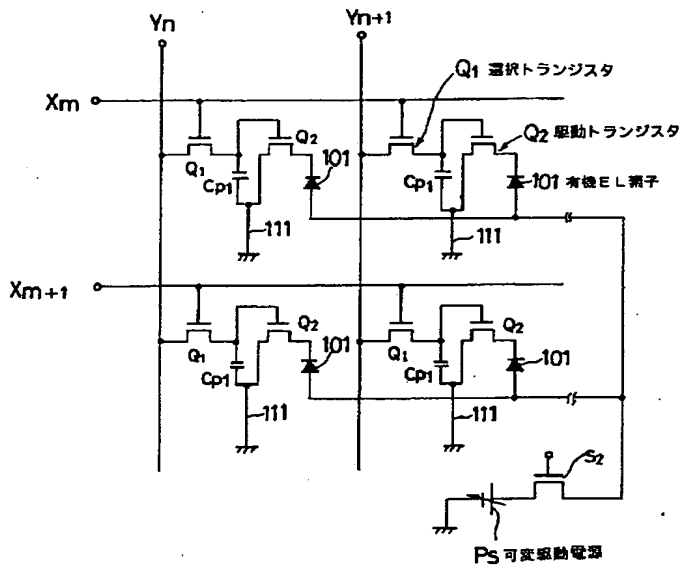 Yn
Yn+1
Q1 選択トランジスタ
Xm
Q2 駆動トランジスタ
Q1
Q2
101
Cp1
Cp1
101 有機EL素子
111
111
Xm+1
Q1
Q2
101
Cp1
Q1
Q2
101
Cp1
111
111
S2
Ps 可変駆動電源